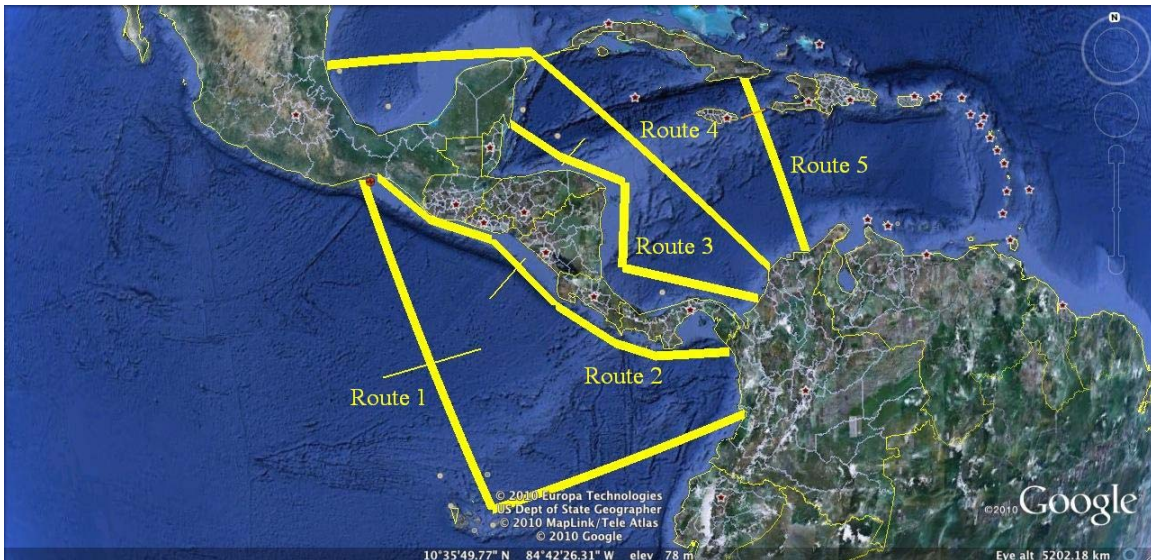 N
Route 4
Route 5
Route 3
Route 2
Route 1
© 2010 Europa Technologies
US Dept of State Geographer
© 2010 MapLink/Tele Atlas
© 2010 Google
©2010 Google
10°35'49.77" N 84°42'26.31" W elev 78 m
Eye alt 5202.18 km